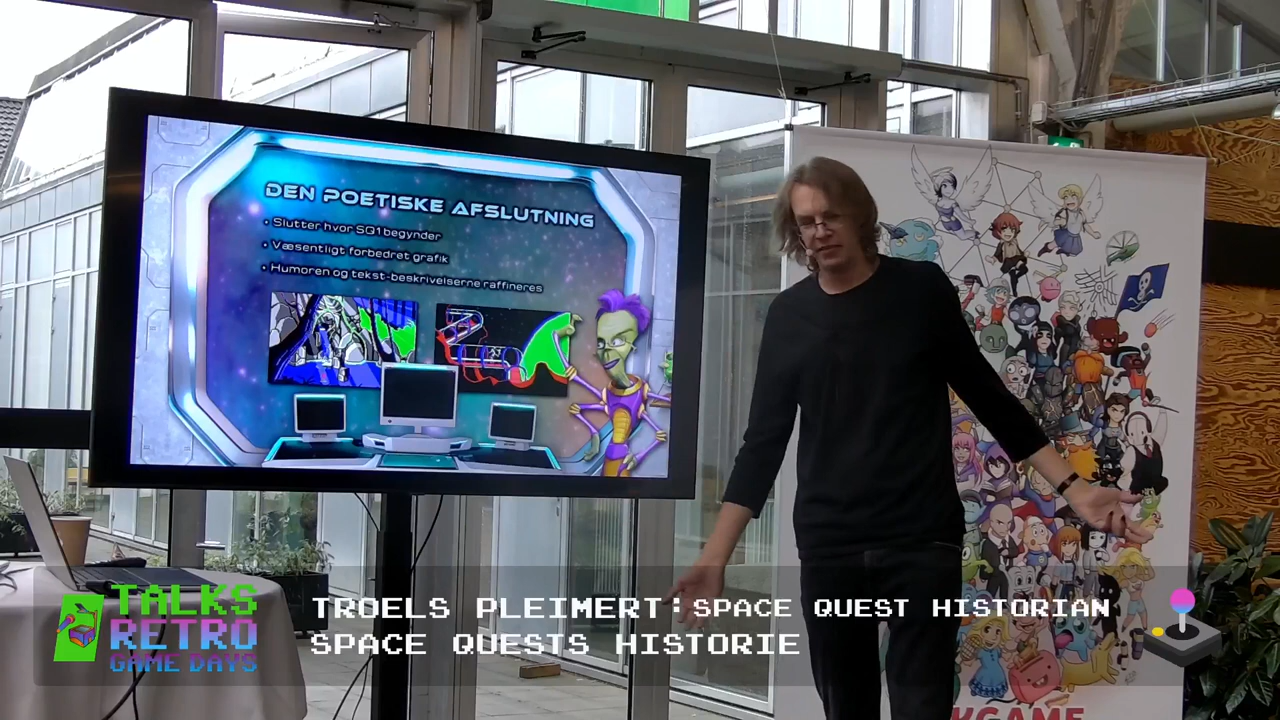 DEN POETISKE AFSLUTNING
• Slutter hvor SQ1 begynder
• Væsentligt forbedret grafik
• Humoren og tekst-beskrivelserne raffineres
TALKS
RETRO
GAME DAYS
TROELS PLEIMERT: SPACE QUEST HISTORIAN
SPACE QUESTS HISTORIE
KGAME